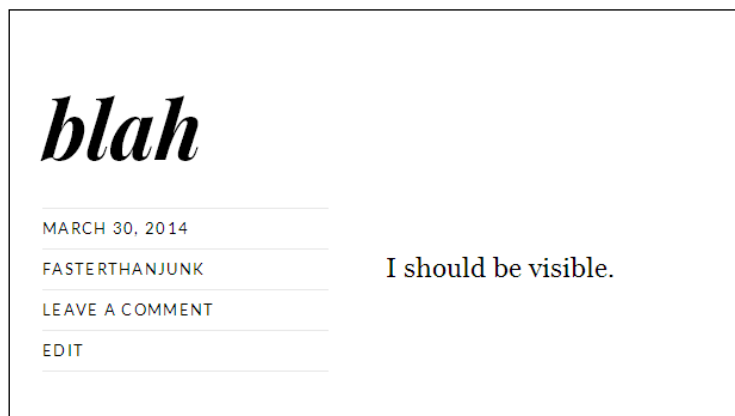 blah
MARCH 30, 2014
FASTERTHANJUNK
LEAVE A COMMENT
EDIT
I should be visible.